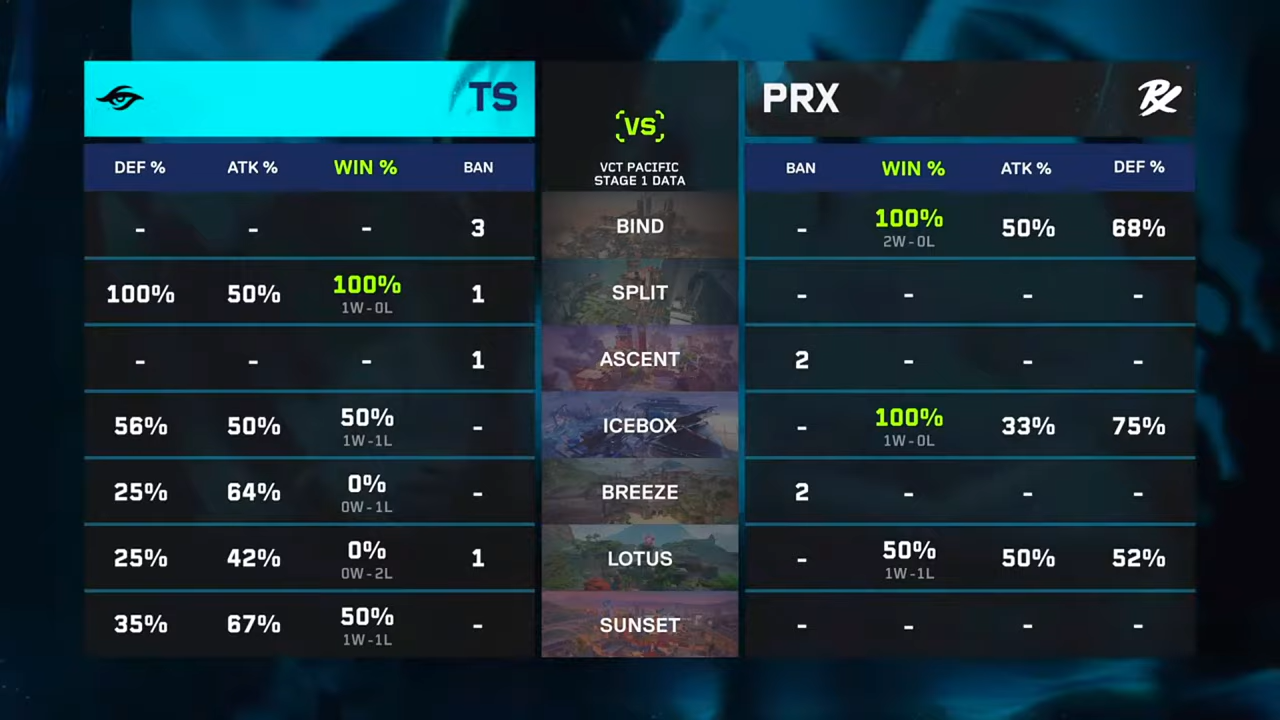 TS
VS
VCT PACIFIC
STAGE 1 DATA
PRX
DEF % ATK % WIN % BAN
BAN WIN % ATK % DEF %
- - - 3 BIND - 100% 50% 68%
2W-0L
100% 50% 100% 1 SPLIT - - - -
1W-0L
- - - 1 ASCENT 2 - - -
56% 50% 50% - ICEBOX - 100% 33% 75%
1W-1L 1W-0L
25% 64% 0% - BREEZE 2 - - -
0W-1L
25% 42% 0% 1 LOTUS - 50% 50% 52%
0W-2L 1W-1L
35% 67% 50% - SUNSET - - - -
1W-1L